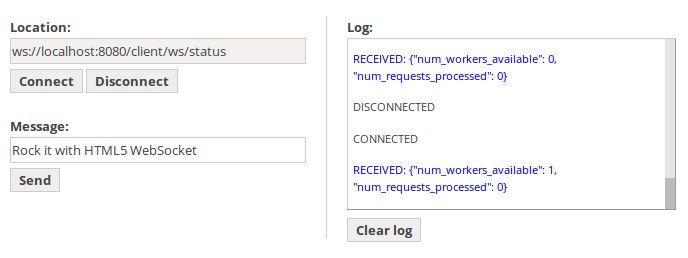 Location:
ws://localhost:8080/client/ws/status
Connect Disconnect
Message:
Rock it with HTML5 WebSocket
Send
Log:
RECEIVED: {"num_workers_available": 0,
"num_requests_processed": 0}
DISCONNECTED
CONNECTED
RECEIVED: {"num_workers_available": 1,
"num_requests_processed": 0}
Clear log